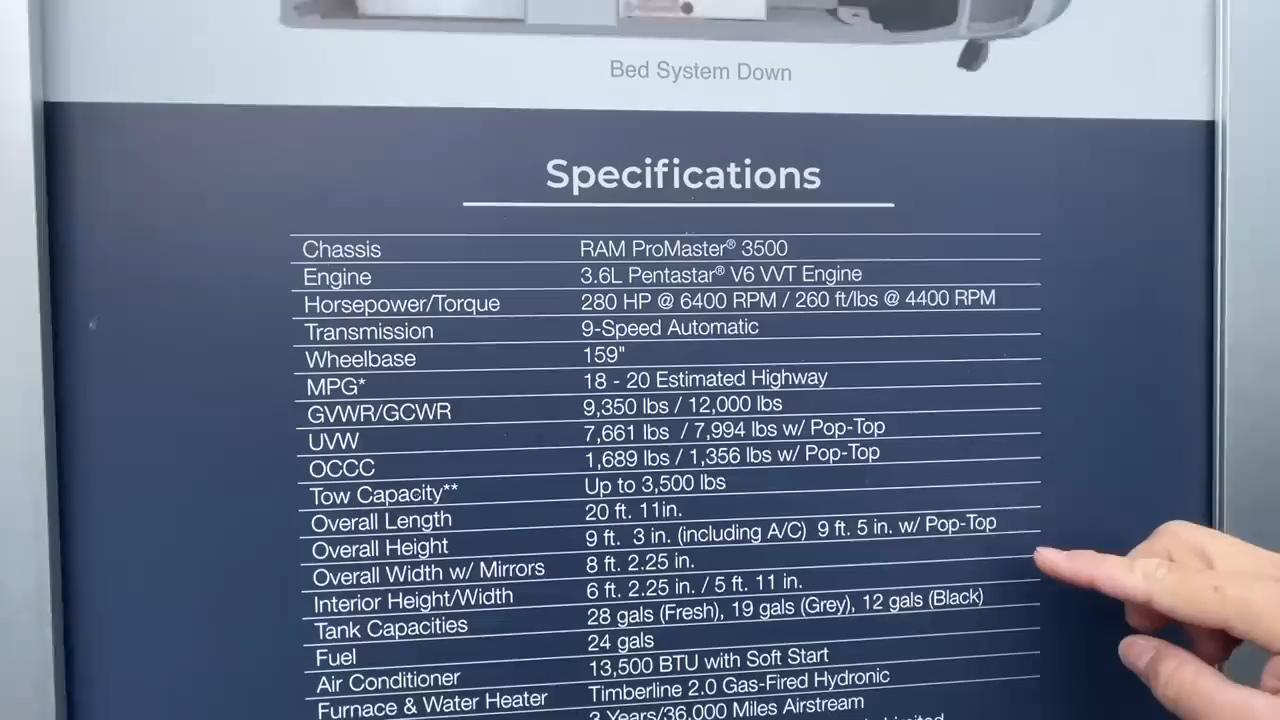 Bed System Down
Specifications
Chassis RAM ProMaster® 3500
Engine 3.6L Pentastar® V6 VVT Engine
Horsepower/Torque 280 HP @ 6400 RPM / 260 ft/lbs @ 4400 RPM
Transmission 9-Speed Automatic
Wheelbase 159"
MPG* 18 - 20 Estimated Highway
GVWR/GCWR 9,350 lbs / 12,000 lbs
UVW 7,661 lbs / 7,994 lbs w/ Pop-Top
OCCC 1,689 lbs / 1,356 lbs w/ Pop-Top
Tow Capacity** Up to 3,500 lbs
Overall Length 20 ft. 11in.
Overall Height 9 ft. 3 in. (including A/C) 9 ft. 5 in. w/ Pop-Top
Overall Width w/ Mirrors 8 ft. 2.25 in.
Interior Height/Width 6 ft. 2.25 in. / 5 ft. 11 in.
Tank Capacities 28 gals (Fresh), 19 gals (Grey), 12 gals (Black)
Fuel 24 gals
Air Conditioner 13,500 BTU with Soft Start
Furnace & Water Heater Timberline 2.0 Gas-Fired Hydronic
3 Years/36,000 Miles Airstream
Limited